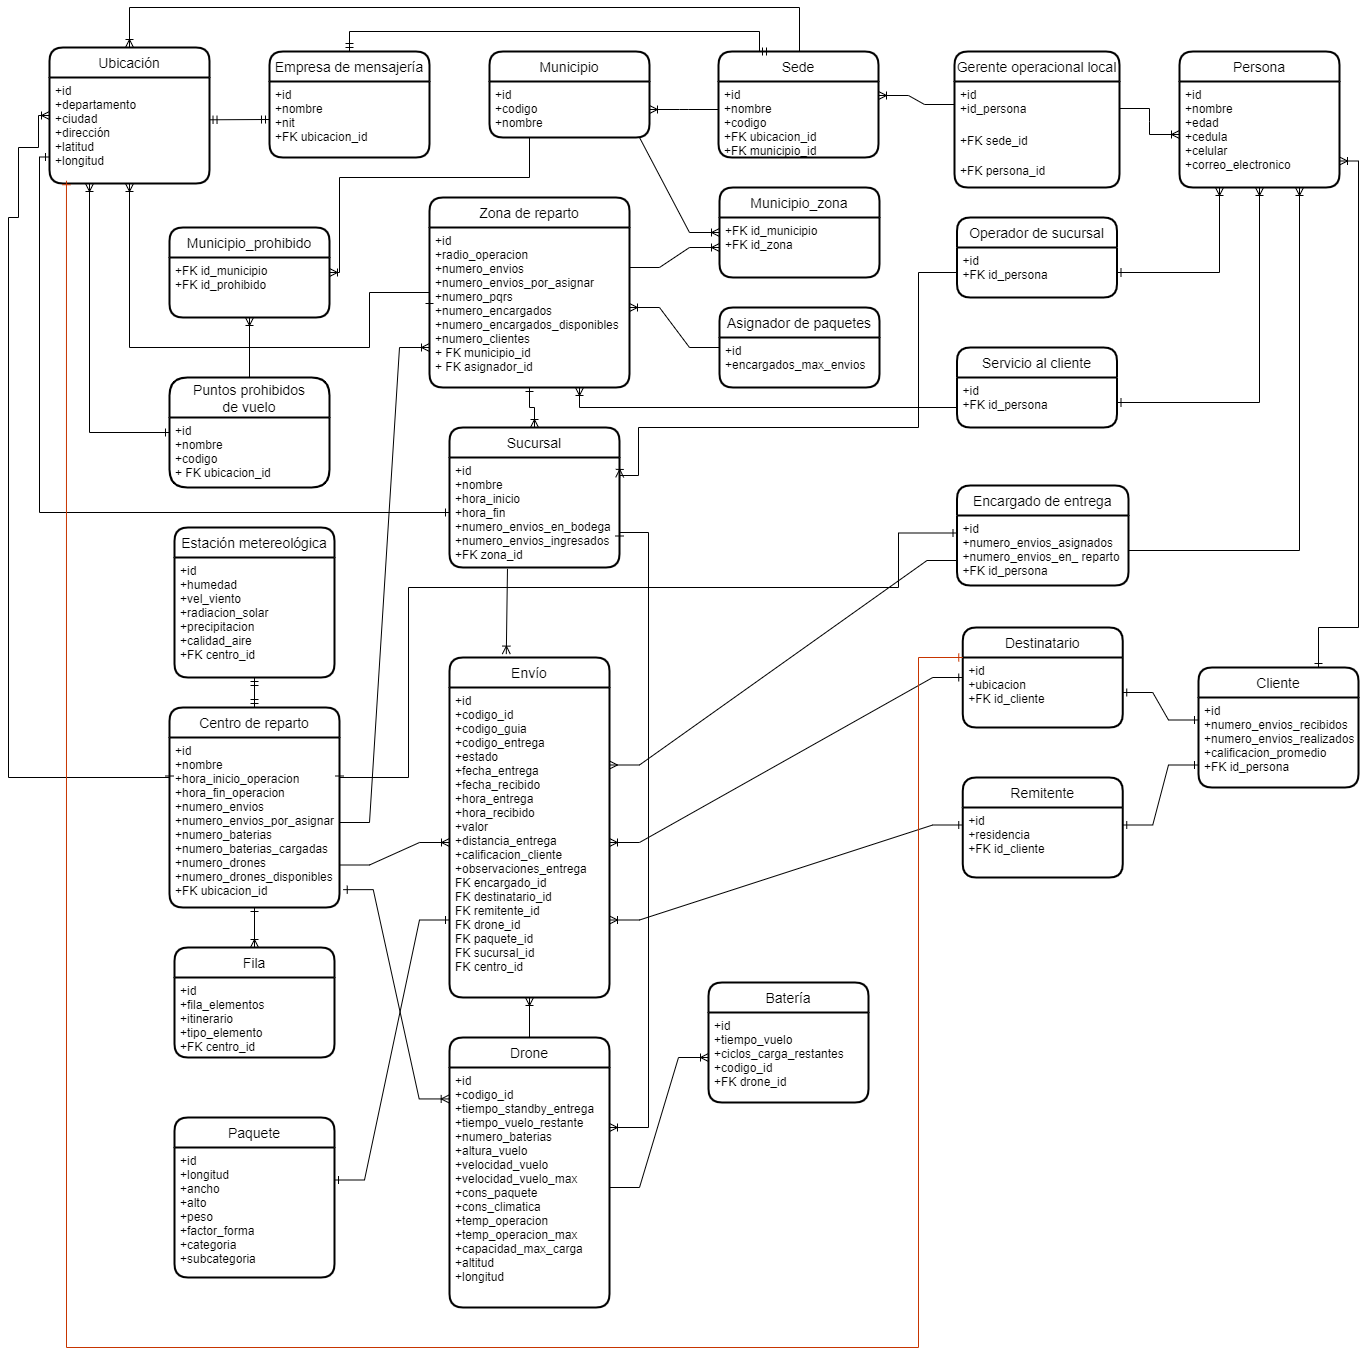 Ubicación
+id
+departamento
+ciudad
+dirección
+latitud
+longitud
Empresa de mensajería
+id
+nombre
+nit
+FK ubicacion_id
Municipio
+id
+codigo
+nombre
Sede
+id
+nombre
+codigo
+FK ubicacion_id
+FK municipio_id
Gerente operacional local
+id
+id_persona
+FK sede_id
+FK persona_id
Persona
+id
+nombre
+edad
+cedula
+celular
+correo_electronico
Municipio_prohibido
+FK id_municipio
+FK id_prohibido
Zona de reparto
+id
+radio_operacion
+numero_envios
+numero_envios_por_asignar
+numero_pqrs
+numero_encargados
+numero_encargados_disponibles
+numero_clientes
+ FK municipio_id
+ FK asignador_id
Municipio_zona
+FK id_municipio
+FK id_zona
Operador de sucursal
+id
+FK id_persona
Asignador de paquetes
+id
+encargados_max_envios
Servicio al cliente
+id
+FK id_persona
Puntos prohibidos
de vuelo
+id
+nombre
+codigo
+ FK ubicacion_id
Sucursal
+id
+nombre
+hora_inicio
+hora_fin
+numero_envios_en_bodega
+numero_envios_ingresados
+FK zona_id
Encargado de entrega
+id
+numero_envios_asignados
+numero_envios_en_ reparto
+FK id_persona
Estación metereológica
+id
+humedad
+vel_viento
+radiacion_solar
+precipitacion
+calidad_aire
+FK centro_id
Destinatario
+id
+ubicacion
+FK id_cliente
Cliente
+id
+numero_envios_recibidos
+numero_envios_realizados
+calificacion_promedio
+FK id_persona
Envío
+id
+codigo_id
+codigo_guia
+codigo_entrega
+estado
+fecha_entrega
+fecha_recibido
+hora_entrega
+hora_recibido
+valor
+distancia_entrega
+calificacion_cliente
+observaciones_entrega
FK encargado_id
FK destinatario_id
FK remitente_id
FK drone_id
FK paquete_id
FK sucursal_id
FK centro_id
Centro de reparto
+id
+nombre
+hora_inicio_operacion
+hora_fin_operacion
+numero_envios
+numero_envios_por_asignar
+numero_baterias
+numero_baterias_cargadas
+numero_drones
+numero_drones_disponibles
+FK ubicacion_id
Remitente
+id
+residencia
+FK id_cliente
Fila
+id
+fila_elementos
+itinerario
+tipo_elemento
+FK centro_id
Batería
+id
+tiempo_vuelo
+ciclos_carga_restantes
+codigo_id
+FK drone_id
Drone
+id
+codigo_id
+tiempo_standby_entrega
+tiempo_vuelo_restante
+numero_baterias
+altura_vuelo
+velocidad_vuelo
+velocidad_vuelo_max
+cons_paquete
+cons_climatica
+temp_operacion
+temp_operacion_max
+capacidad_max_carga
+altitud
+longitud
Paquete
+id
+longitud
+ancho
+alto
+peso
+factor_forma
+categoria
+subcategoria